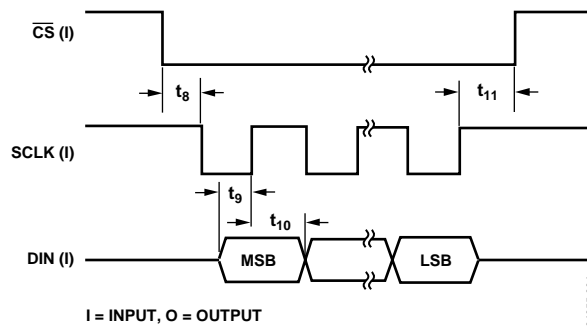 CS (I)
t8
t11
SCLK (I)
t9
t10
DIN (I)
MSB
LSB
I = INPUT, O = OUTPUT